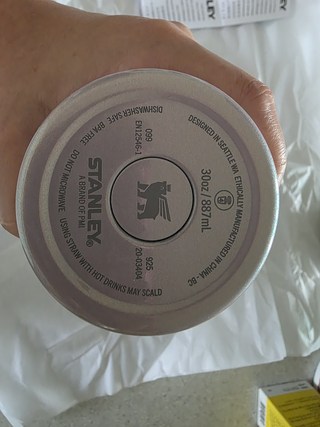 DESIGNED IN SEATTLE WA ETHICALLY MANUFACTURED IN CHINA - BC
DISHWASHER SAFE BPA FREE DO NOT MICROWAVE USING STRAW WITH HOT DRINKS MAY SCALD
30oz / 887mL
099
EN12546-1
925
20-03404
STANLEY®
A BRAND OF PMI